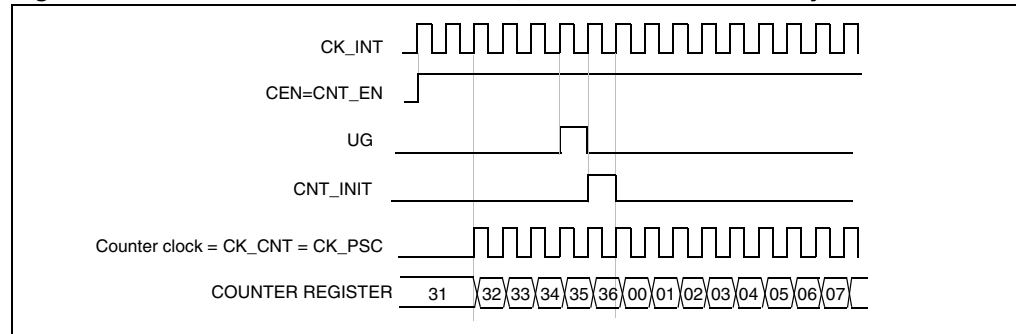 CK_INT
CEN=CNT_EN
UG
CNT_INIT
Counter clock = CK_CNT = CK_PSC
COUNTER REGISTER 31 32 33 34 35 36 00 01 02 03 04 05 06 07